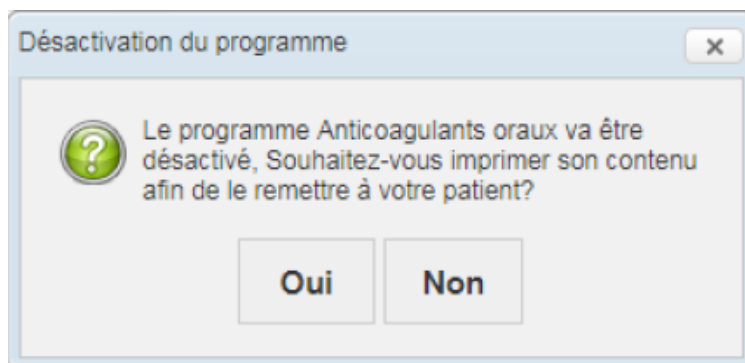 Désactivation du programme
Le programme Anticoagulants oraux va être
désactivé, Souhaitez-vous imprimer son contenu
afin de le remettre à votre patient?
Oui Non